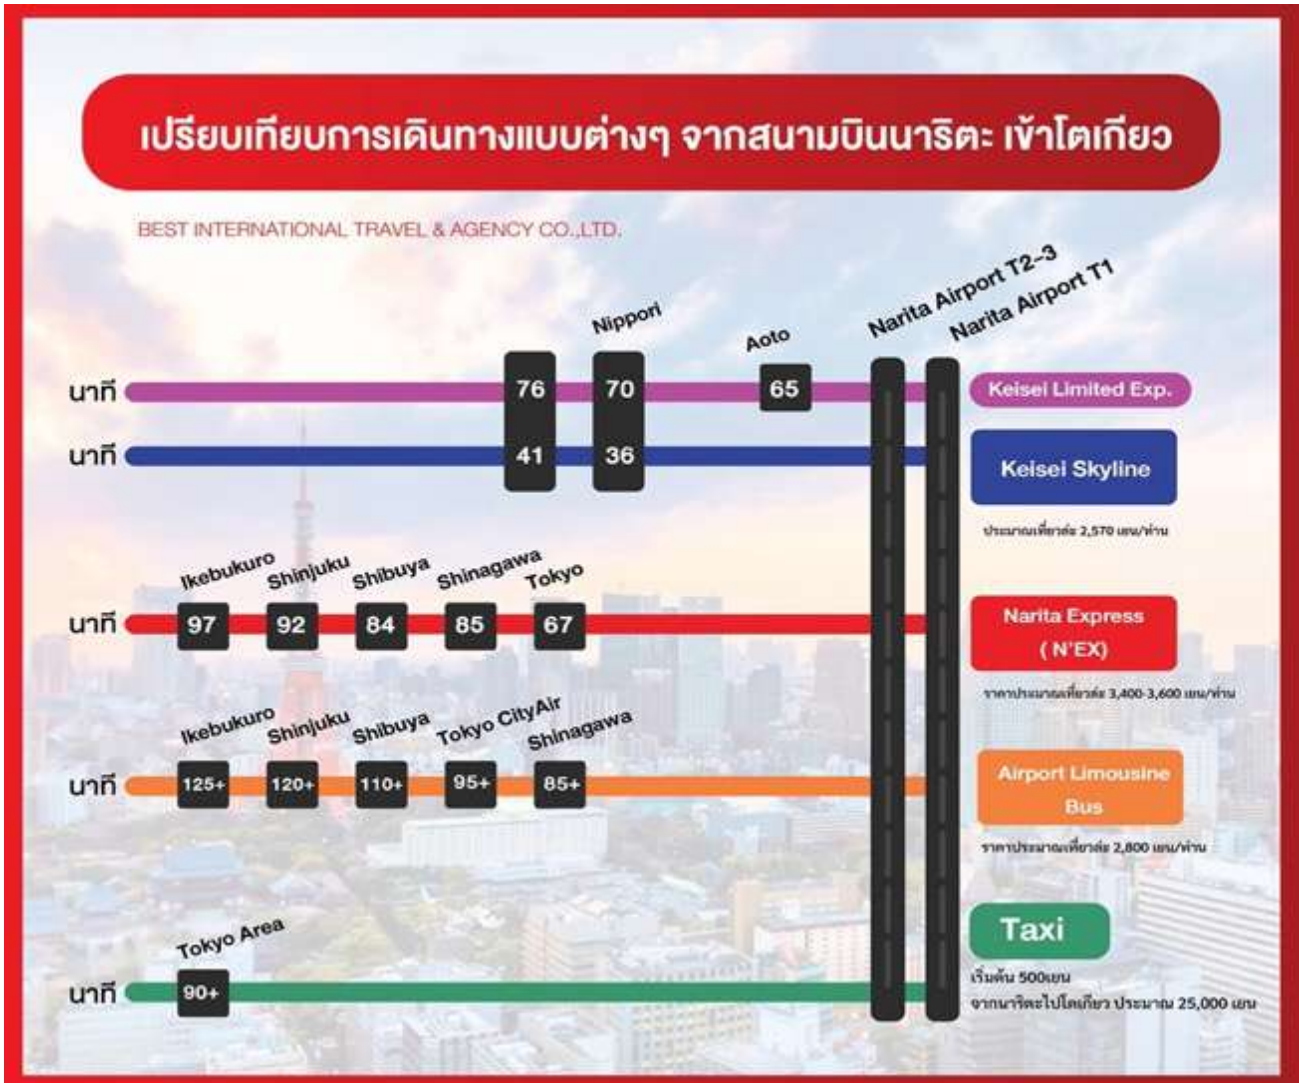 เปรียบเทียบการเดินทางแบบต่างๆ จากสนามบินนาริตะ เข้าโตเกียว
BEST INTERNATIONAL TRAVEL & AGENCY CO.,LTD.
Nippori
Aoto
Narita Airport T2-3
Narita Airport T1
นาที
76
70
65
Keisei Limited Exp.
นาที
41
36
Keisei Skyline
ประมาณเที่ยวล่ะ 2,570 เยน/ท่าน
Ikebukuro
Shinjuku
Shibuya
Shinagawa
Tokyo
นาที
97
92
84
85
67
Narita Express
( N'EX)
ราคาประมาณเที่ยวล่ะ 3,400-3,600 เยน/ท่าน
Ikebukuro
Shinjuku
Shibuya
Tokyo CityAir
Shinagawa
นาที
125+
120+
110+
95+
85+
Airport Limousine
Bus
ราคาประมาณเที่ยวล่ะ 2,800 เยน/ท่าน
Tokyo Area
นาที
90+
Taxi
เริ่มต้น 500เยน
จากนาริตะไปโตเกียว ประมาณ 25,000 เยน